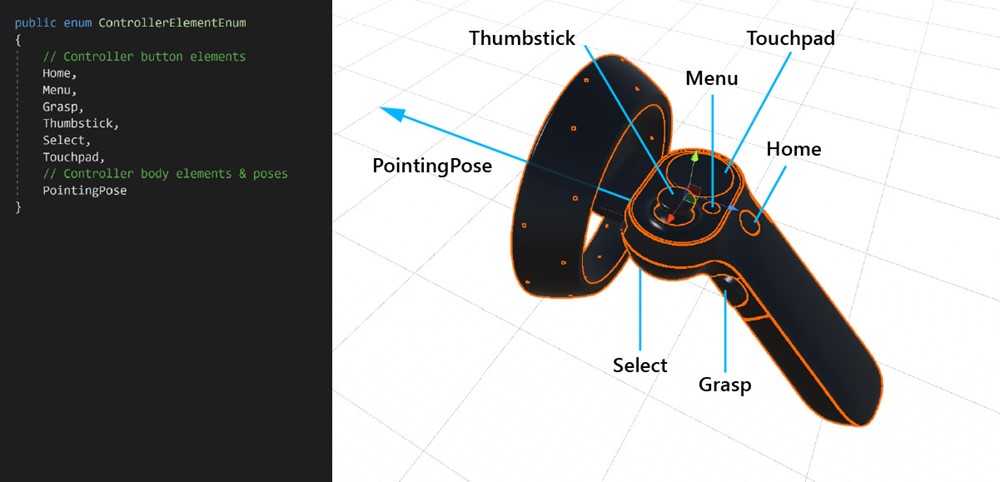 public enum ControllerElementEnum
{
// Controller button elements
Home,
Menu,
Grasp,
Thumbstick,
Select,
Touchpad,
// Controller body elements & poses
PointingPose
}
Thumbstick
Touchpad
Menu
Home
PointingPose
Select
Grasp